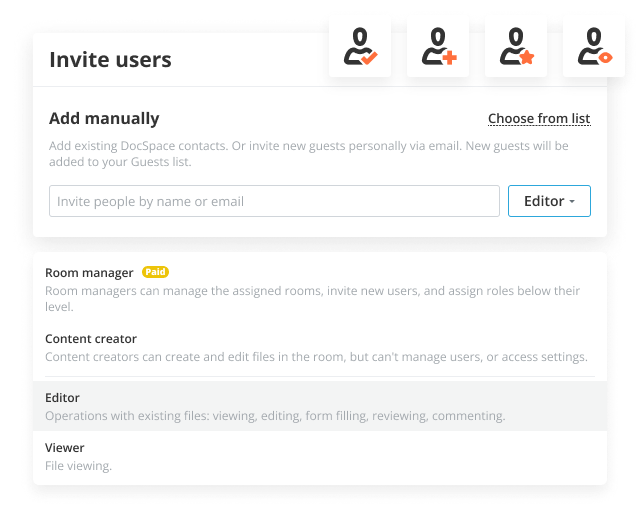 Invite users
Add manually
Choose from list
Add existing DocSpace contacts. Or invite new guests personally via email. New guests will be
added to your Guests list.
Invite people by name or email
Editor
Room manager Paid
Room managers can manage the assigned rooms, invite new users, and assign roles below their
level.
Content creator
Content creators can create and edit files in the room, but can't manage users, or access settings.
Editor
Operations with existing files: viewing, editing, form filling, reviewing, commenting.
Viewer
File viewing.